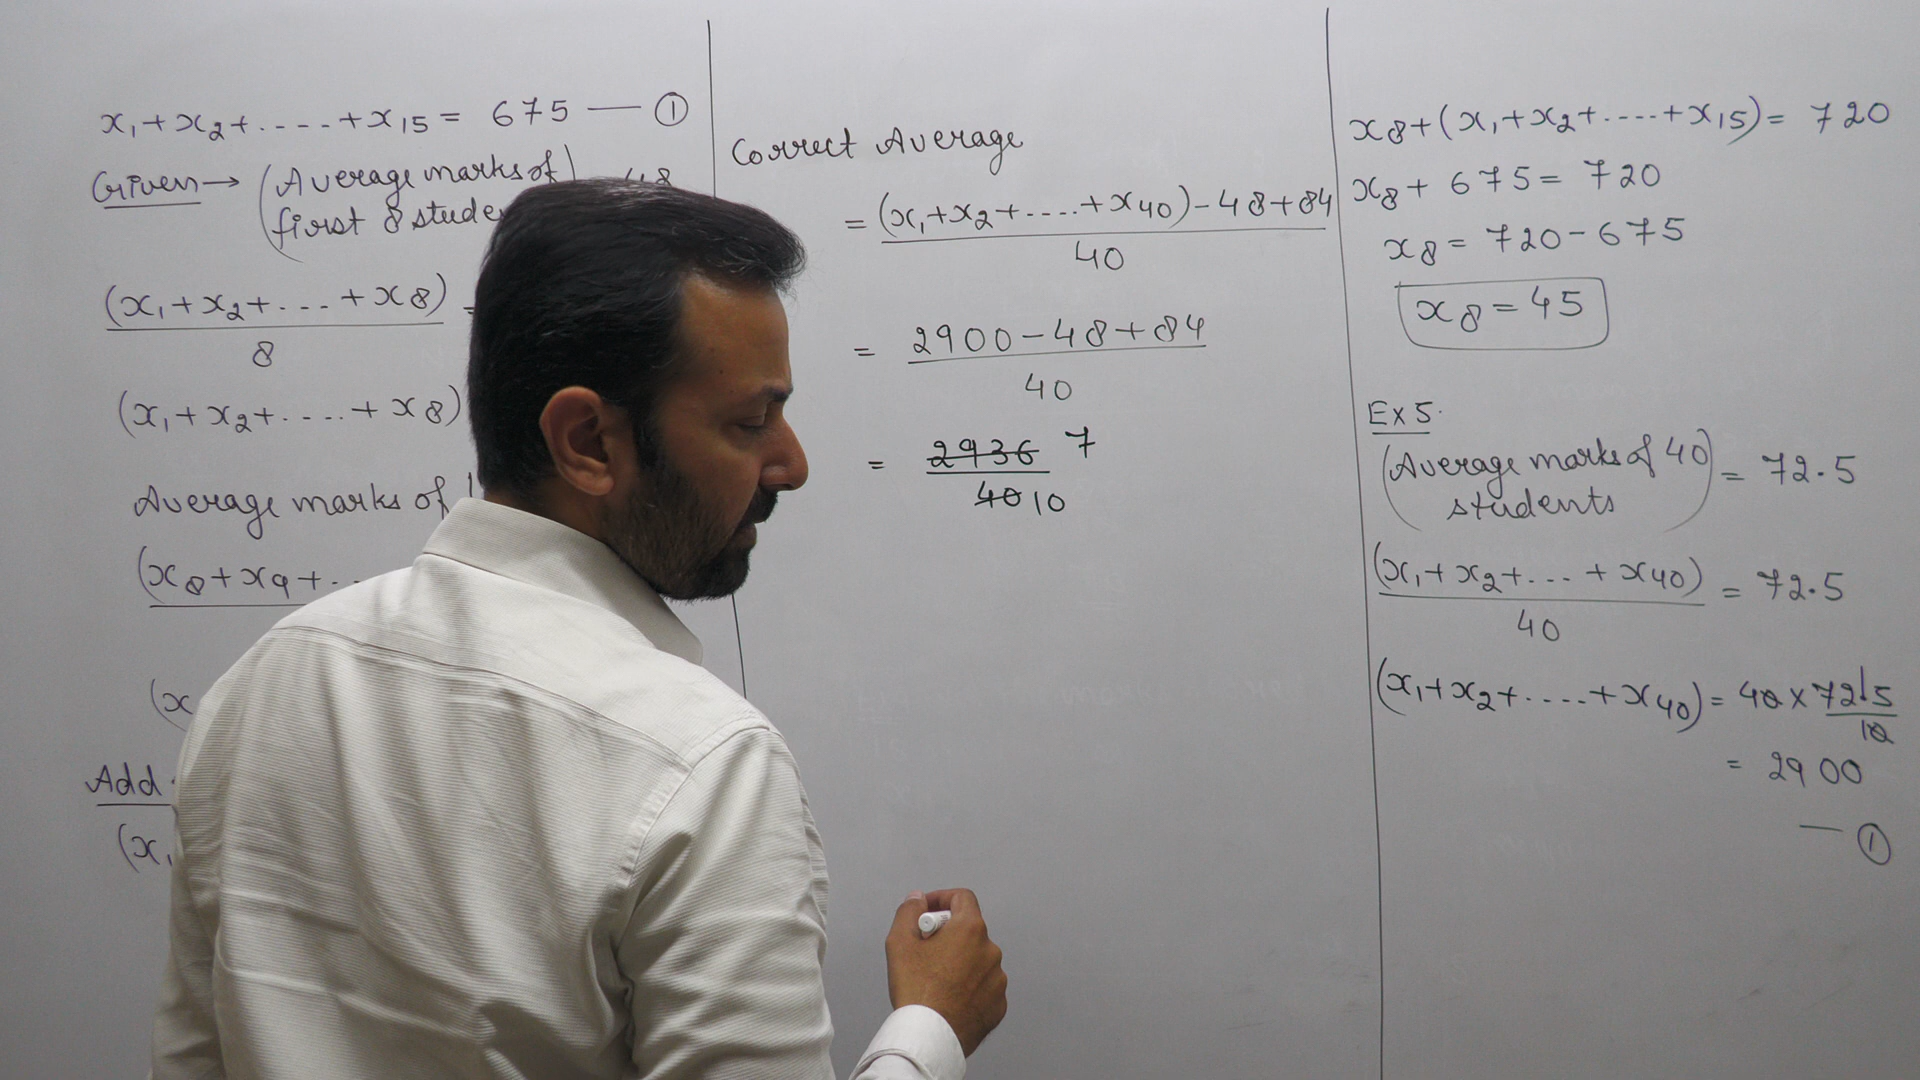 x₁+x₂+.----+x₁₅ = 675 — ①
Given → (Average marks of
first 8
(x₁+x₂+. ... +x₈)
8
(x₁+x₂+.....+x₈)
Average marks of
(x₈+x₉+..
(x
Add
(x₁
Correct Average
= (x₁+x₂+.....+x₄₀)-48+84
40
= 2900-48+84
40
= 2936 7
40 10
x₈+(x₁+x₂+.....+x₁₅) = 720
x₈+ 675 = 720
x₈ = 720-675
x₈ = 45
Ex 5.
(Average marks of 40
students) = 72.5
(x₁+x₂+... +x₄₀) = 72.5
40
(x₁+x₂+.....+x₄₀) = 40 x 725
10
= 2900
— ①